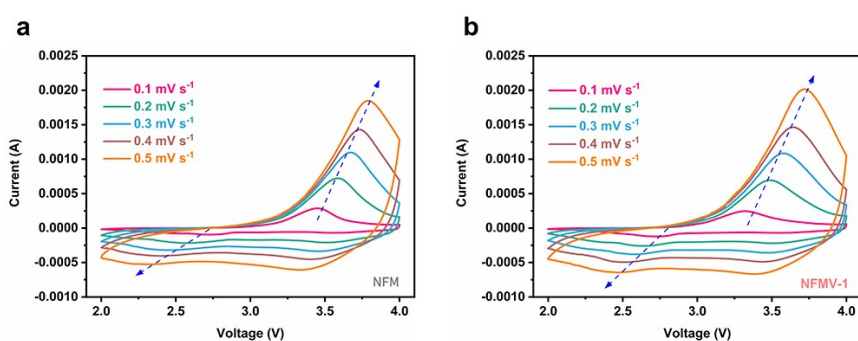 a
0.0025
0.0020
0.0015
0.0010
0.0005
0.0000
-0.0005
-0.0010
Current (A)
0.1 mV s⁻¹
0.2 mV s⁻¹
0.3 mV s⁻¹
0.4 mV s⁻¹
0.5 mV s⁻¹
NFM
2.0 2.5 3.0 3.5 4.0
Voltage (V)
b
0.0025
0.0020
0.0015
0.0010
0.0005
0.0000
-0.0005
-0.0010
Current (A)
0.1 mV s⁻¹
0.2 mV s⁻¹
0.3 mV s⁻¹
0.4 mV s⁻¹
0.5 mV s⁻¹
NFMV-1
2.0 2.5 3.0 3.5 4.0
Voltage (V)